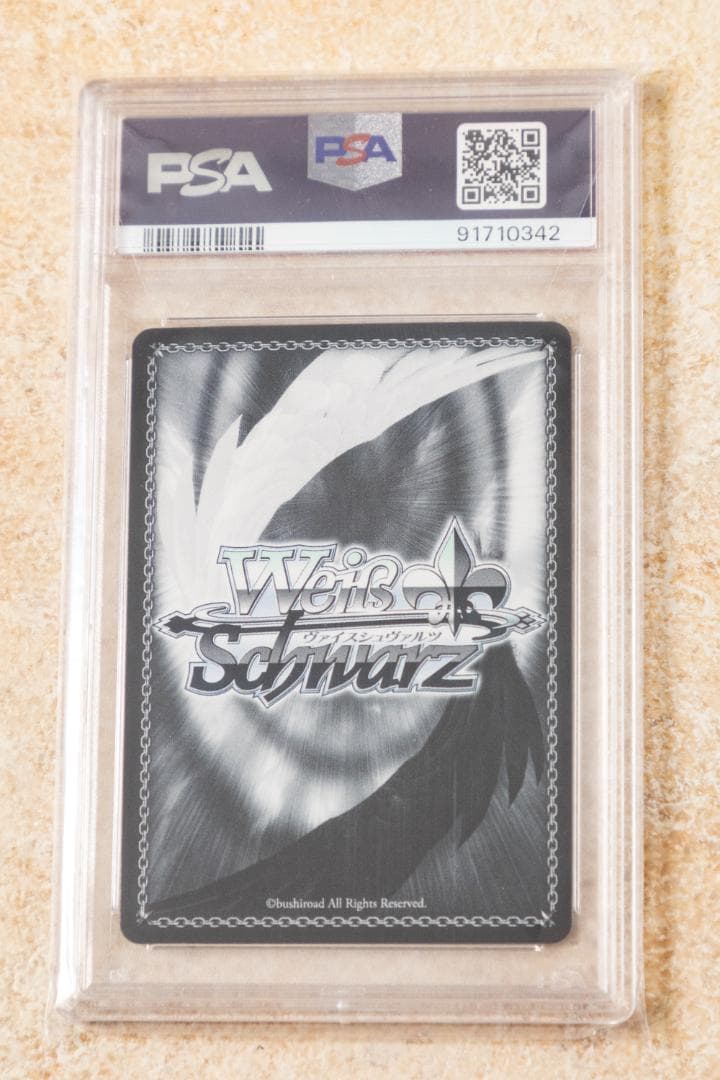 PSA
PSA
91710342
Weiß
ヴァイスシュヴァルツ
Schwarz
©bushiroad All Rights Reserved.